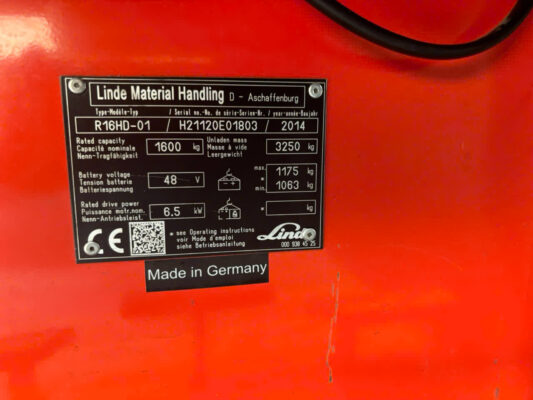 Linde Material Handling D - Aschaffenburg
Type-Modèle-Typ / Serial no.-No. de série-Serien-Nr. / year-année-Baujahr
R16HD-01 / H21120E01803 / 2014
Rated capacity Unladen mass
Capacité nominale 1600 kg Masse à vide 3250 kg
Nenn-Tragfähigkeit Leergewicht
Battery voltage max. 1175 kg
Tension batterie 48 V *
Batteriespannung min. 1063 kg
Rated drive power
Puissance motr.nom. 6.5 kW * kg
Nenn-Antriebsleist.
CE * see Operating instructions
voir Mode d'emploi
siehe Betriebsanleitung
Linde
000 938 45 25
Made in Germany